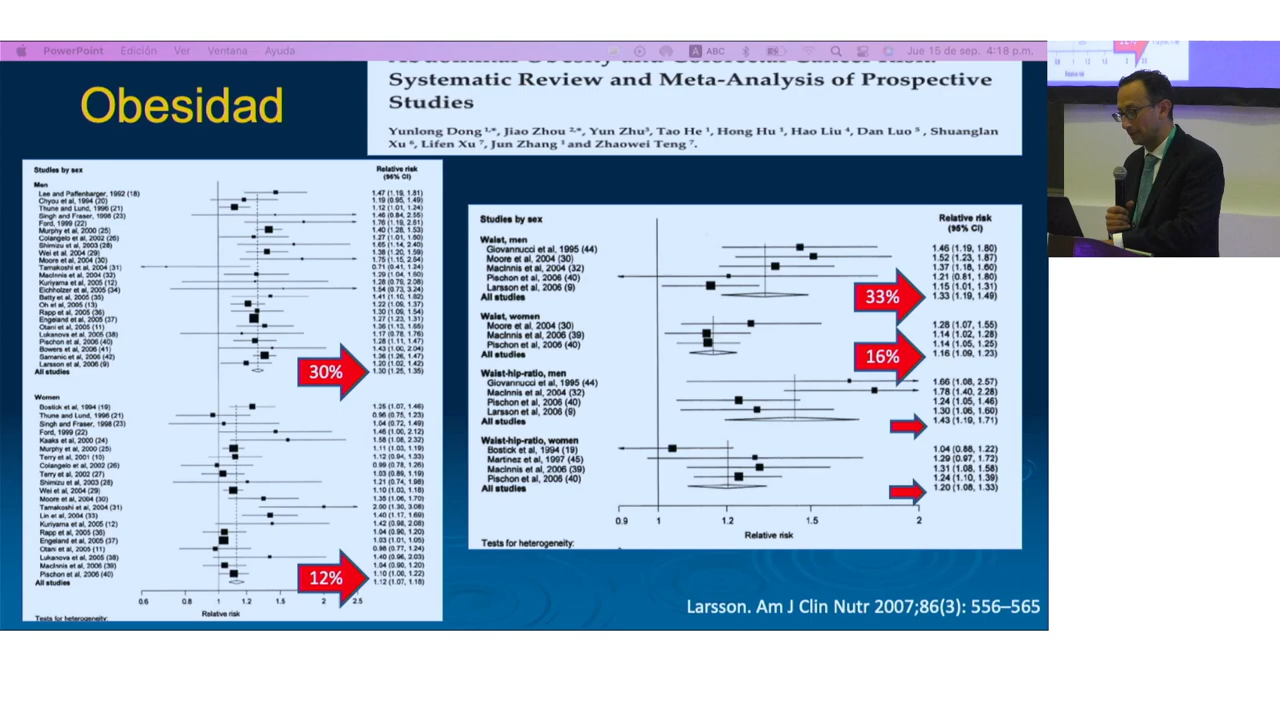 PowerPoint Edición Ver Ventana Ayuda ABC Jue 15 de sep. 4:18 p.m.
Obesidad
Abdominal Obesity and Colorectal Cancer Risk:
Systematic Review and Meta-Analysis of Prospective
Studies
Yunlong Dong 1,*, Jiao Zhou 2,*, Yun Zhu3, Tao He 1, Hong Hu 1, Hao Liu 4, Dan Luo 5 , Shuanglan
Xu 6, Lifen Xu 7, Jun Zhang 1 and Zhaowei Teng 7.
Studies by sex
Relative risk
(95% CI)
Men
Lee and Paffenbarger, 1992 (18) 1.47 (1.19, 1.81)
Chyou et al, 1994 (20) 1.19 (0.95, 1.49)
Thune and Lund, 1996 (21) 1.12 (1.01, 1.24)
Singh and Fraser, 1998 (23) 1.46 (0.84, 2.55)
Ford, 1999 (22) 1.76 (1.19, 2.61)
Murphy et al, 2000 (25) 1.40 (1.28, 1.53)
Colangelo et al, 2002 (26) 1.27 (1.01, 1.60)
Shimizu et al, 2003 (28) 1.65 (1.14, 2.40)
Wei et al, 2004 (29) 1.38 (1.20, 1.59)
Moore et al, 2004 (30) 1.75 (1.15, 2.64)
Tamakoshi et al, 2004 (31) 0.71 (0.41, 1.24)
MacInnis et al, 2004 (32) 1.29 (1.04, 1.60)
Kuriyama et al, 2005 (12) 1.28 (0.79, 2.08)
Eichholzer et al, 2005 (34) 1.54 (0.73, 3.24)
Batty et al, 2005 (35) 1.41 (1.10, 1.82)
Oh et al, 2005 (13) 1.22 (1.09, 1.37)
Rapp et al, 2005 (36) 1.30 (1.09, 1.54)
Engeland et al, 2005 (37) 1.27 (1.23, 1.31)
Otani et al, 2005 (11) 1.36 (1.13, 1.65)
Lukanova et al, 2005 (38) 1.17 (0.78, 1.76)
Pischon et al, 2006 (40) 1.28 (1.11, 1.47)
Bowers et al, 2006 (41) 1.43 (1.00, 2.04)
Samanic et al, 2006 (42) 1.36 (1.26, 1.47)
Larsson et al, 2006 (9) 1.20 (1.02, 1.42)
All studies 30% 1.30 (1.25, 1.35)
Women
Bostick et al, 1994 (19) 1.25 (1.07, 1.46)
Thune and Lund, 1996 (21) 0.96 (0.75, 1.23)
Singh and Fraser, 1998 (23) 1.04 (0.72, 1.49)
Ford, 1999 (22) 1.46 (1.00, 2.12)
Kaaks et al, 2000 (24) 1.58 (1.08, 2.32)
Murphy et al, 2000 (25) 1.11 (1.03, 1.19)
Terry et al, 2001 (10) 1.12 (0.94, 1.33)
Colangelo et al, 2002 (26) 0.99 (0.78, 1.26)
Terry et al, 2002 (27) 1.03 (0.89, 1.19)
Shimizu et al, 2003 (28) 1.21 (0.74, 1.98)
Wei et al, 2004 (29) 1.10 (1.03, 1.18)
Moore et al, 2004 (30) 1.35 (1.06, 1.70)
Tamakoshi et al, 2004 (31) 2.00 (1.30, 3.08)
Lin et al, 2004 (33) 1.40 (1.17, 1.69)
Kuriyama et al, 2005 (12) 1.42 (0.98, 2.08)
Rapp et al, 2005 (36) 1.04 (0.90, 1.20)
Engeland et al, 2005 (37) 1.03 (1.01, 1.05)
Otani et al, 2005 (11) 0.98 (0.77, 1.24)
Lukanova et al, 2005 (38) 1.40 (0.96, 2.03)
MacInnis et al, 2006 (39) 1.04 (0.90, 1.20)
Pischon et al, 2006 (40) 1.10 (1.00, 1.22)
All studies 12% 1.12 (1.07, 1.18)
0.6 0.8 1 1.2 1.5 2 2.5
Relative risk
Tests for heterogeneity:
Studies by sex
Relative risk
(95% CI)
Waist, men
Giovannucci et al, 1995 (44) 1.46 (1.19, 1.80)
Moore et al, 2004 (30) 1.52 (1.23, 1.87)
MacInnis et al, 2004 (32) 1.37 (1.18, 1.60)
Pischon et al, 2006 (40) 1.21 (0.81, 1.80)
Larsson et al, 2006 (9) 1.15 (1.01, 1.31)
All studies 33% 1.33 (1.19, 1.49)
Waist, women
Moore et al, 2004 (30) 1.28 (1.07, 1.55)
MacInnis et al, 2006 (39) 1.14 (1.02, 1.28)
Pischon et al, 2006 (40) 1.14 (1.05, 1.25)
All studies 16% 1.16 (1.09, 1.23)
Waist-hip-ratio, men
Giovannucci et al, 1995 (44) 1.66 (1.08, 2.57)
MacInnis et al, 2004 (32) 1.78 (1.40, 2.28)
Pischon et al, 2006 (40) 1.24 (1.05, 1.46)
Larsson et al, 2006 (9) 1.30 (1.06, 1.60)
All studies 1.43 (1.19, 1.71)
Waist-hip-ratio, women
Bostick et al, 1994 (19) 1.04 (0.88, 1.22)
Martinez et al, 1997 (45) 1.29 (0.97, 1.72)
MacInnis et al, 2006 (39) 1.31 (1.08, 1.58)
Pischon et al, 2006 (40) 1.24 (1.10, 1.39)
All studies 1.20 (1.08, 1.33)
0.9 1 1.2 1.5 2
Relative risk
Tests for heterogeneity:
Larsson. Am J Clin Nutr 2007;86(3): 556–565